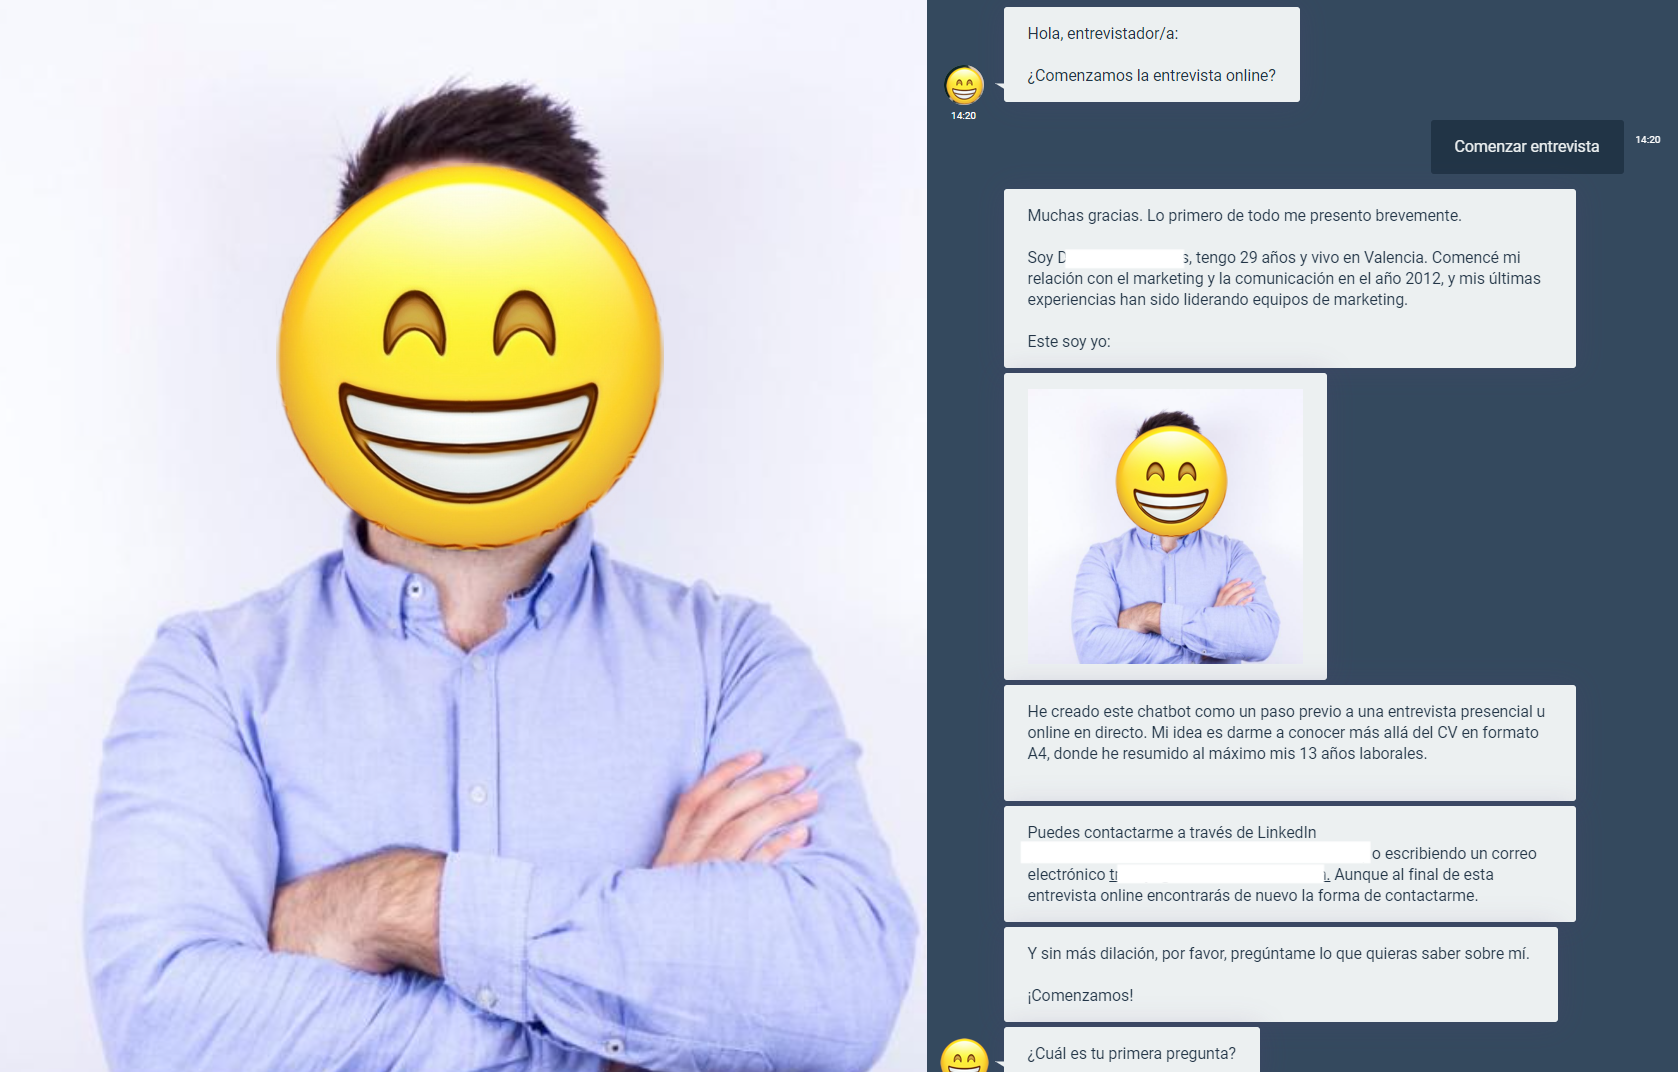 Hola, entrevistador/a:
¿Comenzamos la entrevista online?
14:20
Comenzar entrevista
14:20
Muchas gracias. Lo primero de todo me presento brevemente.
Soy D s, tengo 29 años y vivo en Valencia. Comencé mi
relación con el marketing y la comunicación en el año 2012, y mis últimas
experiencias han sido liderando equipos de marketing.
Este soy yo:
He creado este chatbot como un paso previo a una entrevista presencial u
online en directo. Mi idea es darme a conocer más allá del CV en formato
A4, donde he resumido al máximo mis 13 años laborales.
Puedes contactarme a través de LinkedIn
o escribiendo un correo
electrónico Aunque al final de esta
entrevista online encontrarás de nuevo la forma de contactarme.
Y sin más dilación, por favor, pregúntame lo que quieras saber sobre mí.
¡Comenzamos!
¿Cuál es tu primera pregunta?